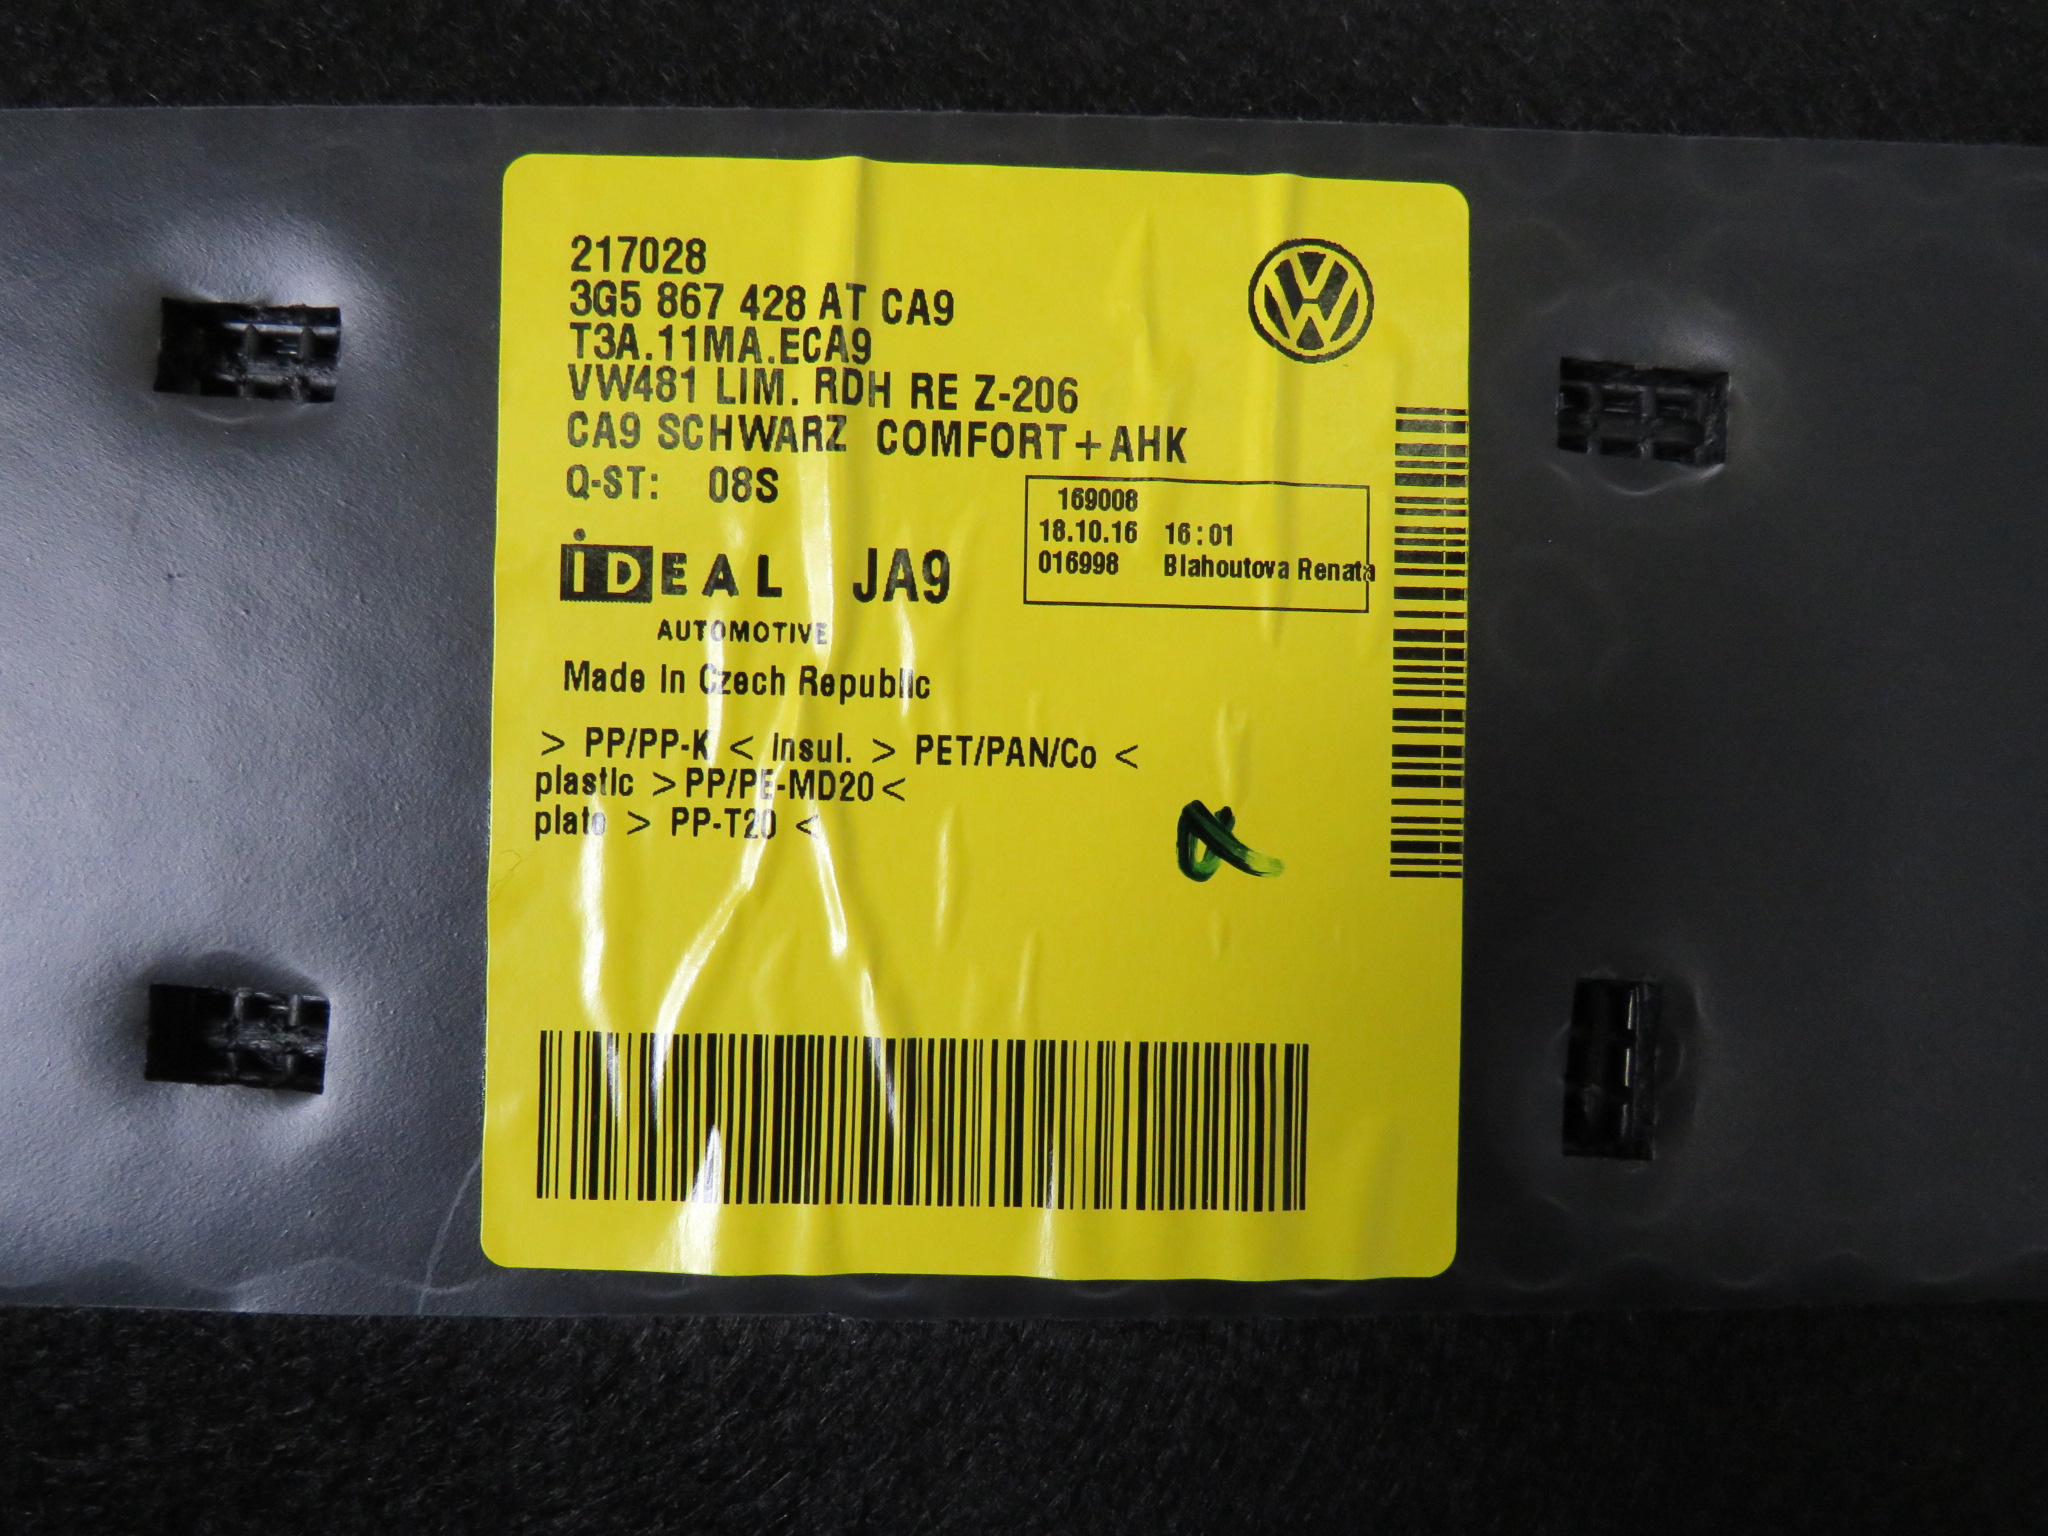 217028
3G5 867 428 AT CA9
T3A.11MA.ECA9
VW481 LIM. RDH RE Z-206
CA9 SCHWARZ COMFORT+AHK
Q-ST: 08S
169008
18.10.16 16:01
016998 Blahoutova Renata
iDEAL JA9
AUTOMOTIVE
Made in Czech Republic
> PP/PP-K < insul. > PET/PAN/Co <
plastic >PP/PE-MD20<
plate > PP-T20 <